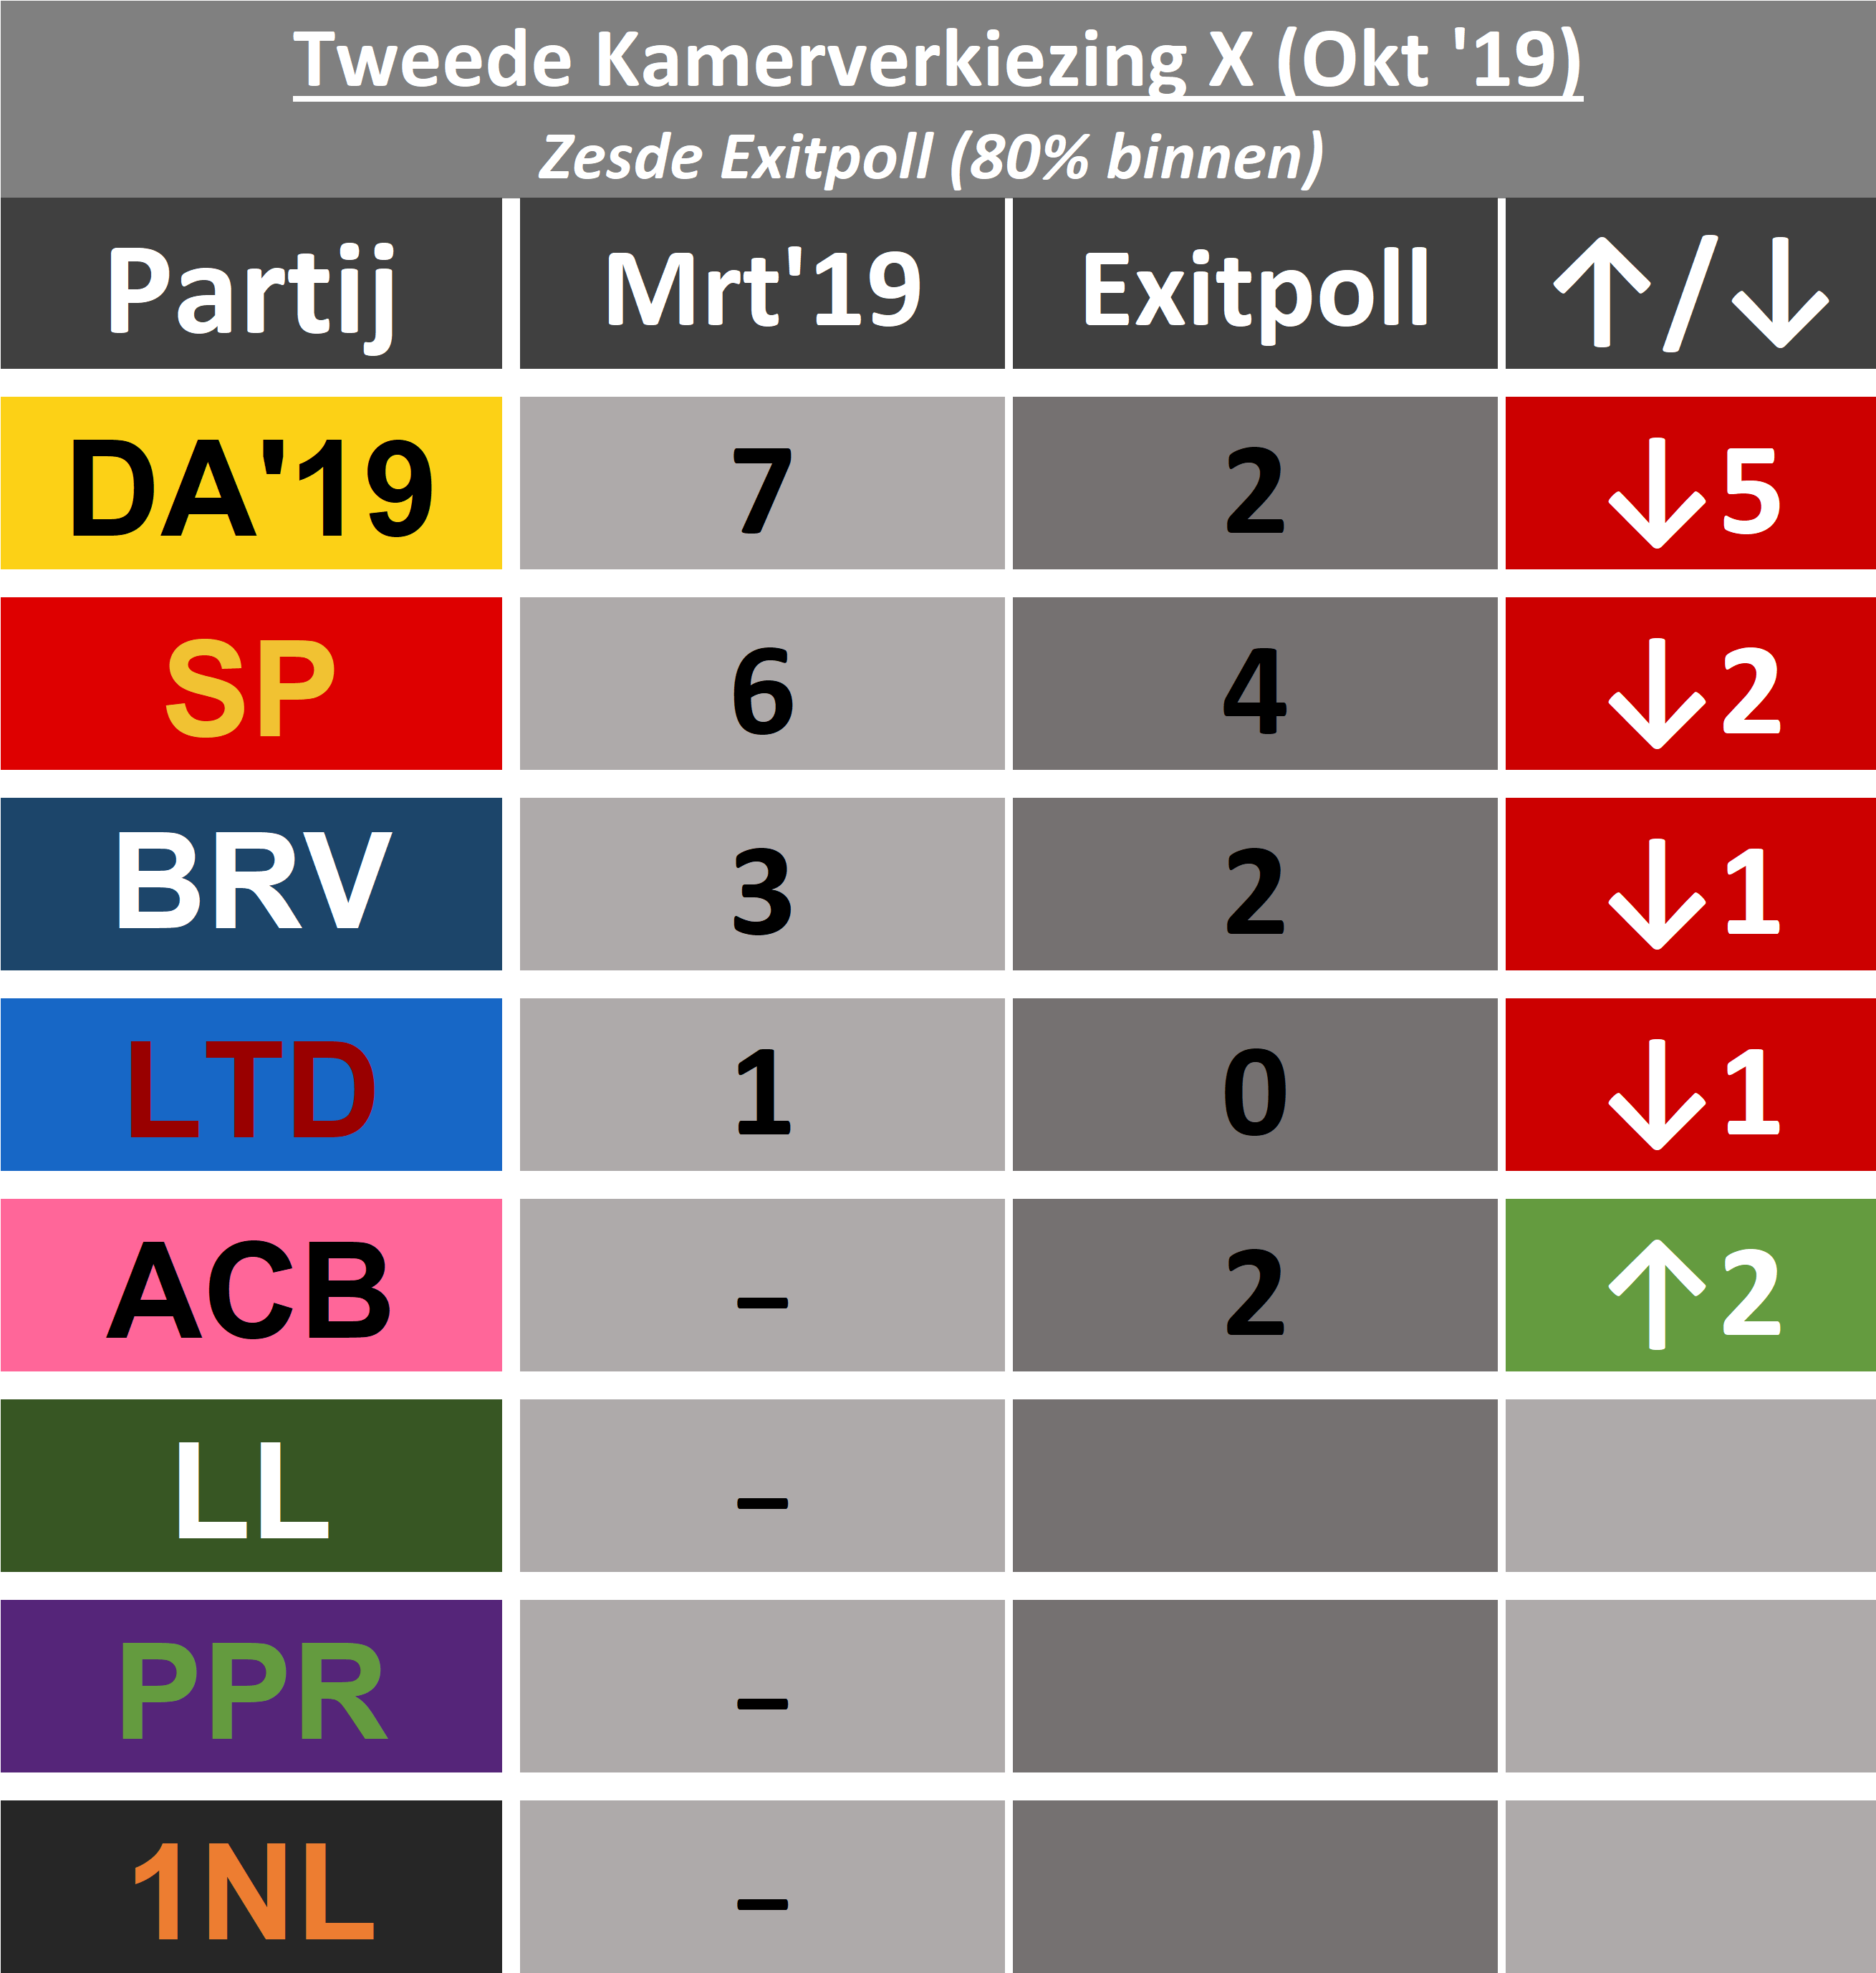 Tweede Kamerverkiezing X (Okt '19)
Zesde Exitpoll (80% binnen)
Partij Mrt'19 Exitpoll ↑/↓
DA'19 7 2 ↓5
SP 6 4 ↓2
BRV 3 2 ↓1
LTD 1 0 ↓1
ACB – 2 ↑2
LL –
PPR –
1NL –